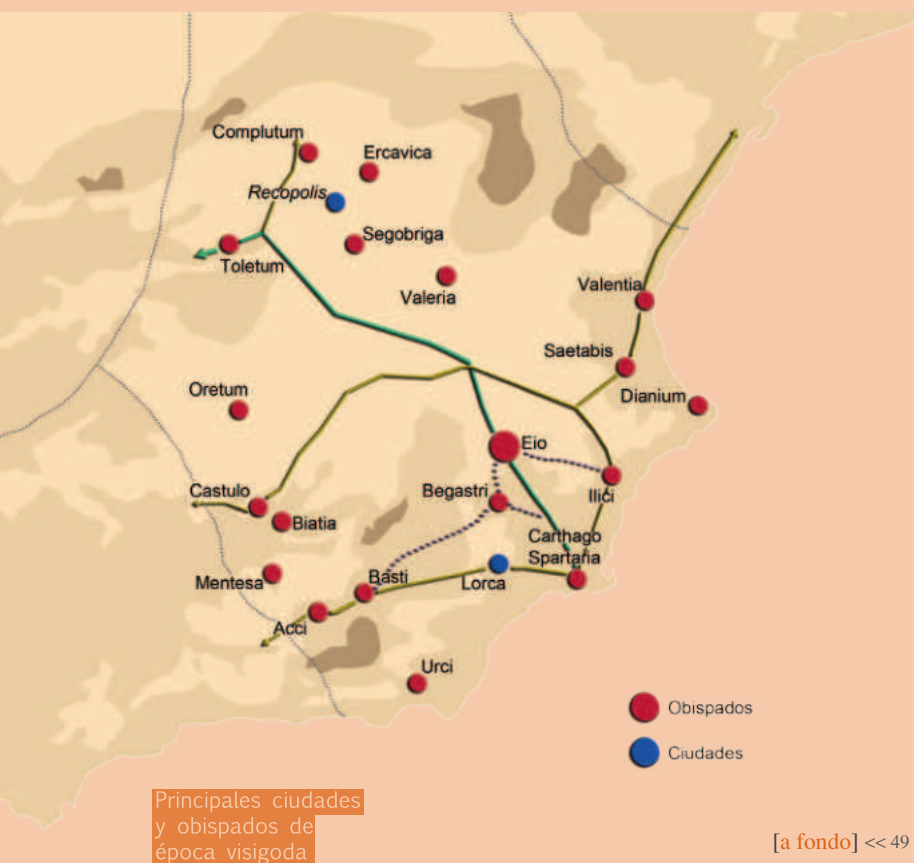 Complutum
Ercavica
Recopolis
Segobriga
Toletum
Valeria
Valentia
Saetabis
Dianium
Oretum
Eio
Castulo
Begastri
Ilici
Biatia
Carthago
Spartaria
Mentesa
Basti
Lorca
Acci
Urci
Obispados
Ciudades
Principales ciudades
y obispados de
época visigoda
[a fondo] << 49